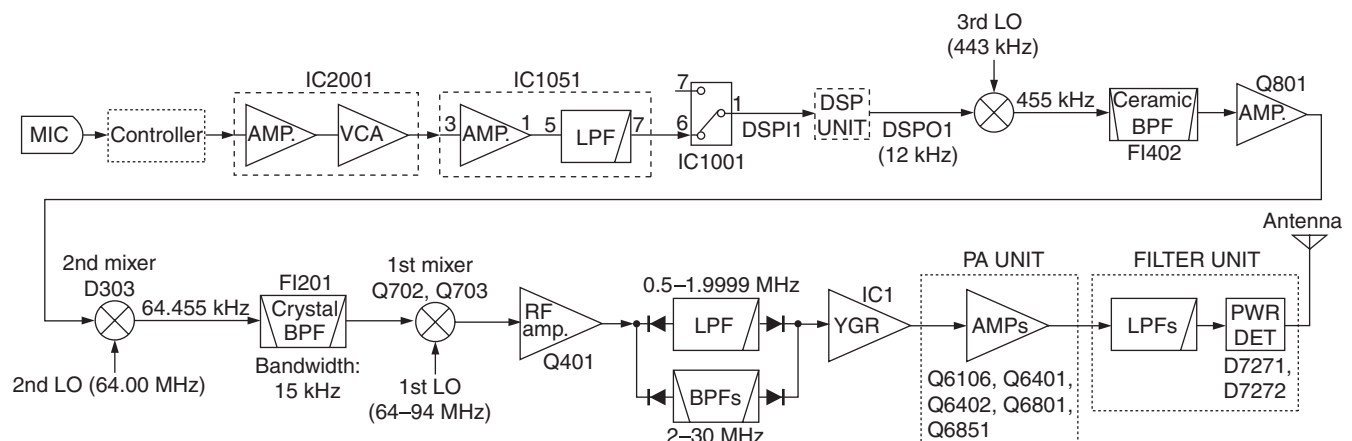 3rd LO
(443 kHz)
IC2001
IC1051
Q801
MIC
Controller
AMP.
VCA
3
AMP.
1
5
LPF
7
7
6
1
IC1001
DSPI1
DSP
UNIT
DSPO1
(12 kHz)
455 kHz
Ceramic
BPF
FI402
AMP.
Antenna
2nd mixer
D303
64.455 kHz
2nd LO (64.00 MHz)
FI201
Crystal
BPF
Bandwidth:
15 kHz
1st mixer
Q702, Q703
1st LO
(64–94 MHz)
RF
amp.
Q401
0.5–1.9999 MHz
LPF
BPFs
2–30 MHz
IC1
YGR
PA UNIT
AMPs
Q6106, Q6401,
Q6402, Q6801,
Q6851
FILTER UNIT
LPFs
PWR
DET
D7271,
D7272